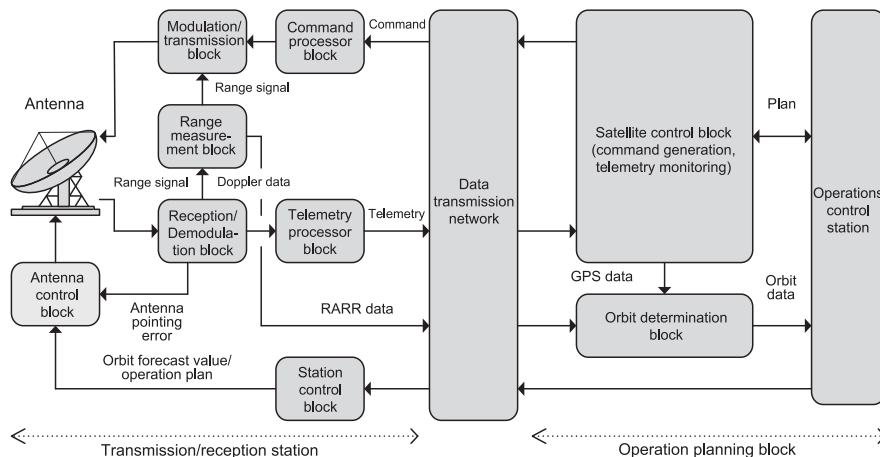 Modulation/
transmission
block
Command
processor
block
Command
Range signal
Antenna
Range
measure-
ment block
Plan
Satellite control block
(command generation,
telemetry monitoring)
Range signal
Doppler data
Data
transmission
network
Operations
control
station
Reception/
Demodula-
tion block
Telemetry
processor
block
Telemetry
GPS data
Antenna
control
block
Antenna
pointing
error
RARR data
Orbit determination
block
Orbit
data
Orbit forecast value/
operation plan
Station
control
block
Transmission/reception station
Operation planning block